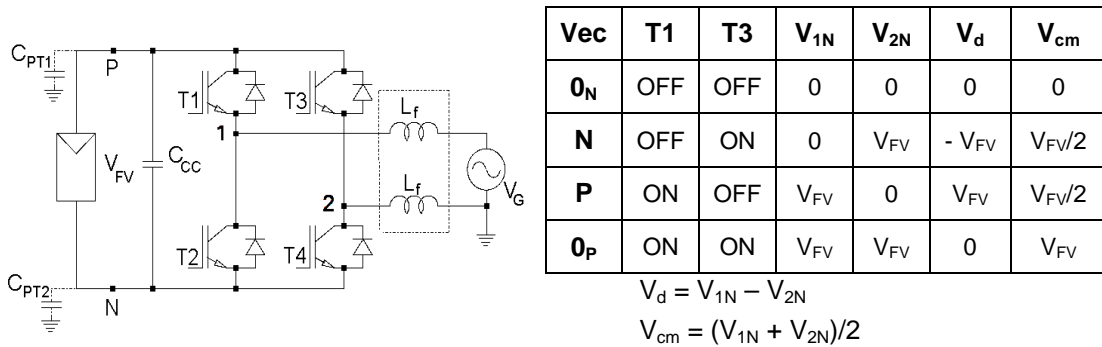 C_PT1
P
T1
T3
L_f
1
V_FV
C_CC
L_f
V_G
2
T2
T4
C_PT2
N
Vec T1 T3 V_1N V_2N V_d V_cm
0_N OFF OFF 0 0 0 0
N OFF ON 0 V_FV - V_FV V_FV/2
P ON OFF V_FV 0 V_FV V_FV/2
0_P ON ON V_FV V_FV 0 V_FV
V_d = V_1N – V_2N
V_cm = (V_1N + V_2N)/2